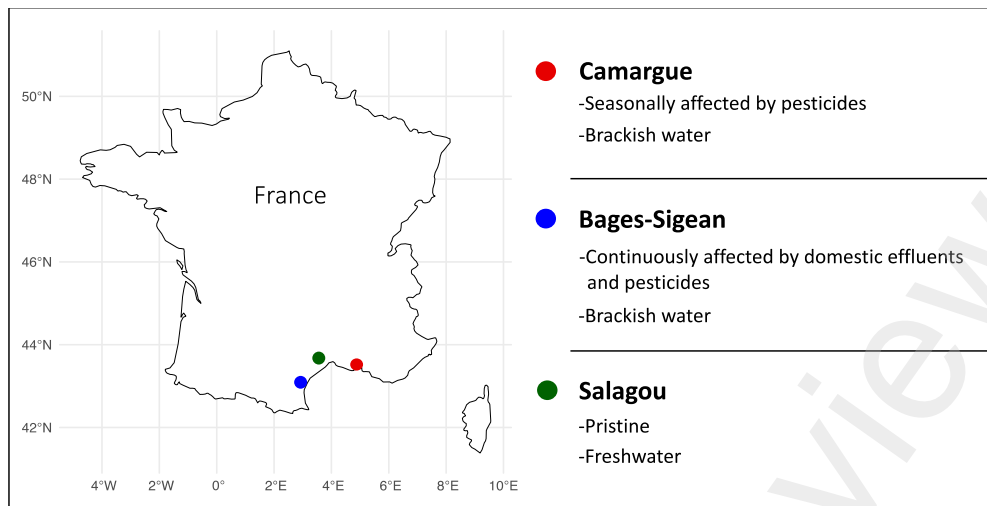 50°N
48°N
46°N
44°N
42°N
4°W 2°W 0° 2°E 4°E 6°E 8°E 10°E
France
Camargue
-Seasonally affected by pesticides
-Brackish water
Bages-Sigean
-Continuously affected by domestic effluents
and pesticides
-Brackish water
Salagou
-Pristine
-Freshwater
view